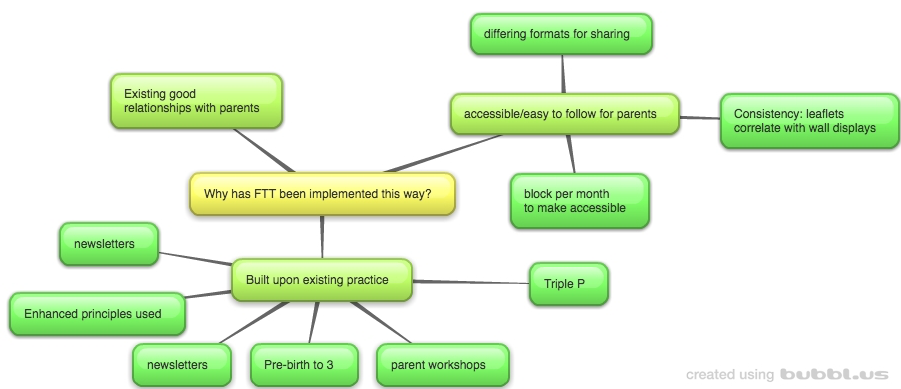 differing formats for sharing
Existing good
relationships with parents
accessible/easy to follow for parents
Consistency: leaflets
correlate with wall displays
Why has FTT been implemented this way?
block per month
to make accessible
newsletters
Built upon existing practice
Triple P
Enhanced principles used
newsletters
Pre-birth to 3
parent workshops
created using bubbl.us